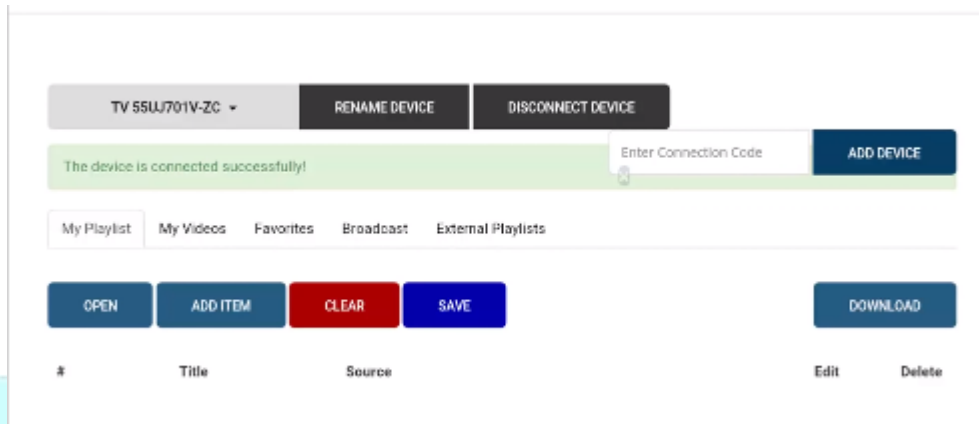 TV 55UJ701V-ZC RENAME DEVICE DISCONNECT DEVICE
Enter Connection Code ADD DEVICE
The device is connected successfully!
My Playlist My Videos Favorites Broadcast External Playlists
OPEN ADD ITEM CLEAR SAVE DOWNLOAD
# Title Source Edit Delete